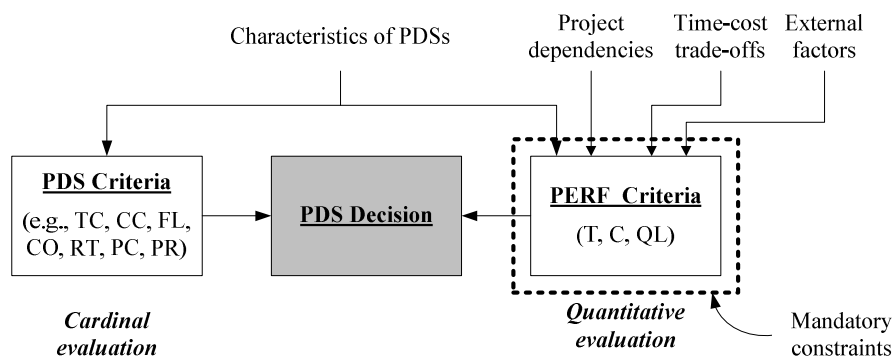 Characteristics of PDSs
Project
dependencies
Time-cost
trade-offs
External
factors
PDS Criteria
(e.g., TC, CC, FL,
CO, RT, PC, PR)
PDS Decision
PERF Criteria
(T, C, QL)
Cardinal
evaluation
Quantitative
evaluation
Mandatory
constraints